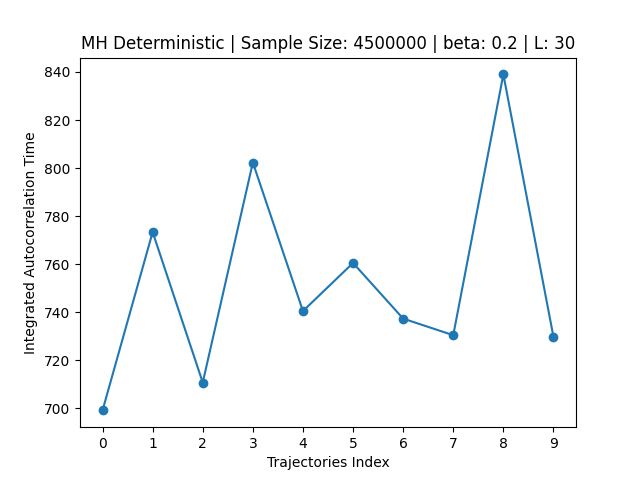 MH Deterministic | Sample Size: 4500000 | beta: 0.2 | L: 30
840
820
800
780
760
740
720
700
Integrated Autocorrelation Time
0 1 2 3 4 5 6 7 8 9
Trajectories Index